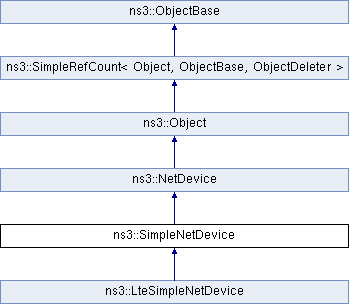 ns3::ObjectBase
ns3::SimpleRefCount< Object, ObjectBase, ObjectDeleter >
ns3::Object
ns3::NetDevice
ns3::SimpleNetDevice
ns3::LteSimpleNetDevice